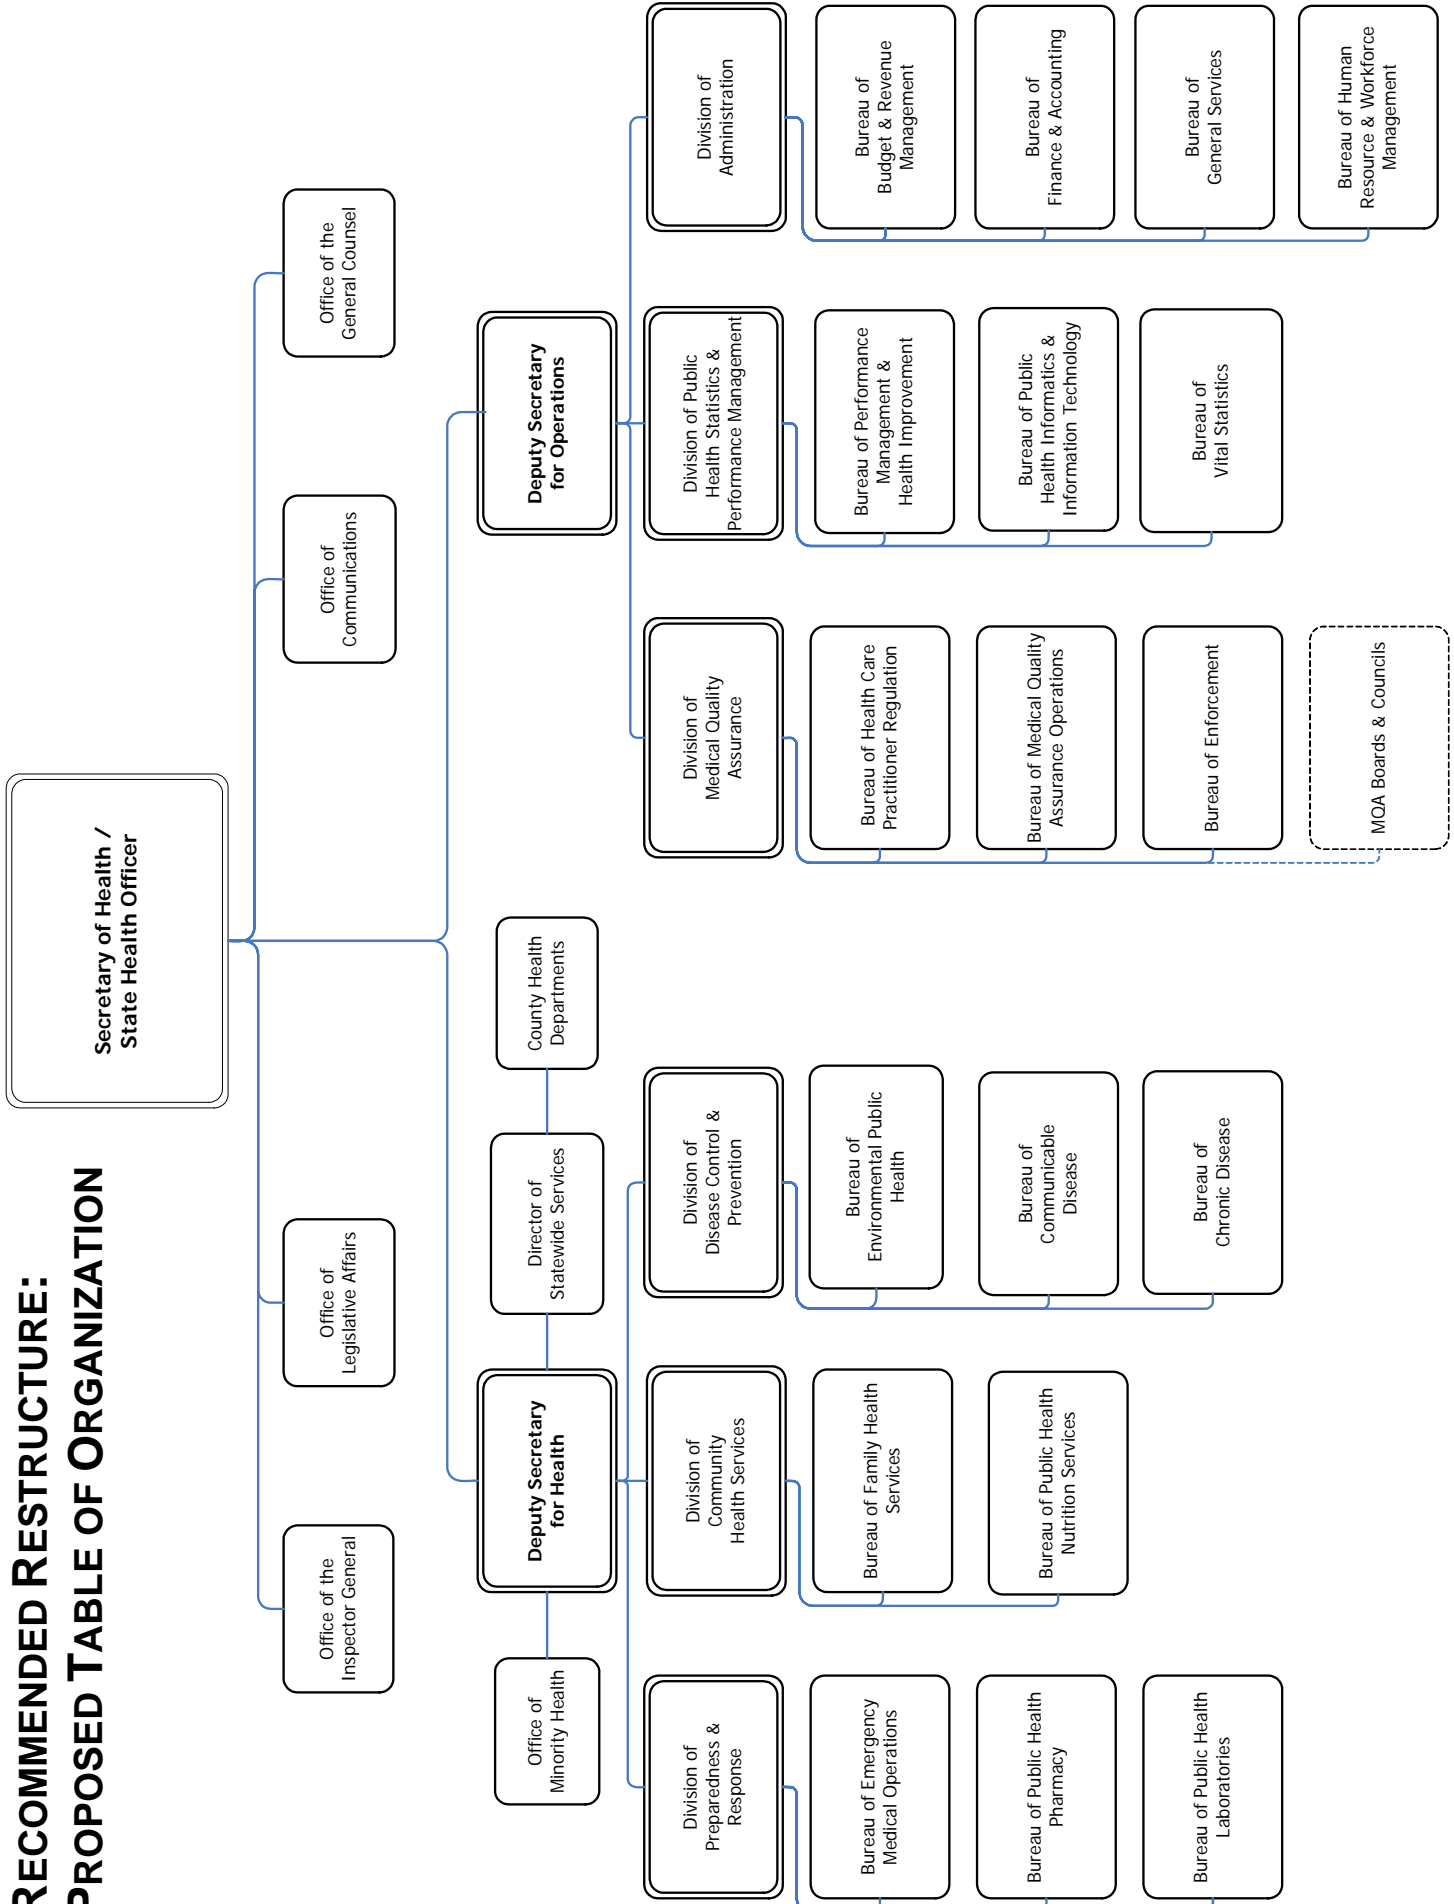 RECOMMENDED RESTRUCTURE:
PROPOSED TABLE OF ORGANIZATION
Secretary of Health /
State Health Officer
Office of the
Inspector General
Office of
Legislative Affairs
Office of
Communications
Office of the
General Counsel
Office of
Minority Health
Deputy Secretary
for Health
Director of
Statewide Services
County Health
Departments
Deputy Secretary
for Operations
Division of
Preparedness &
Response
Division of
Community
Health Services
Division of
Disease Control &
Prevention
Division of
Medical Quality
Assurance
Division of Public
Health Statistics &
Performance Management
Division of
Administration
Bureau of Emergency
Medical Operations
Bureau of Family Health
Services
Bureau of
Environmental Public
Health
Bureau of Health Care
Practitioner Regulation
Bureau of Performance
Management &
Health Improvement
Bureau of
Budget & Revenue
Management
Bureau of Public Health
Pharmacy
Bureau of Public Health
Nutrition Services
Bureau of
Communicable
Disease
Bureau of Medical Quality
Assurance Operations
Bureau of Public
Health Informatics &
Information Technology
Bureau of
Finance & Accounting
Bureau of Public Health
Laboratories
Bureau of
Chronic Disease
Bureau of Enforcement
Bureau of
Vital Statistics
Bureau of
General Services
MQA Boards & Councils
Bureau of Human
Resource & Workforce
Management